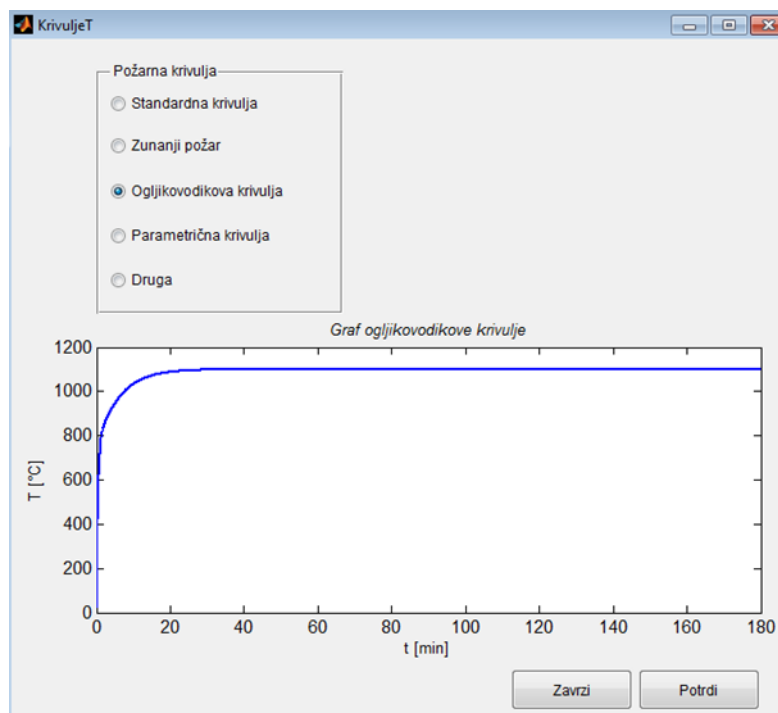 KrivuljeT
Požarna krivulja
Standardna krivulja
Zunanji požar
Ogljikovodikova krivulja
Parametrična krivulja
Druga
Graf ogljikovodikove krivulje
1200
1000
800
600
400
200
0
T [°C]
0 20 40 60 80 100 120 140 160 180
t [min]
Zavrzi Potrdi